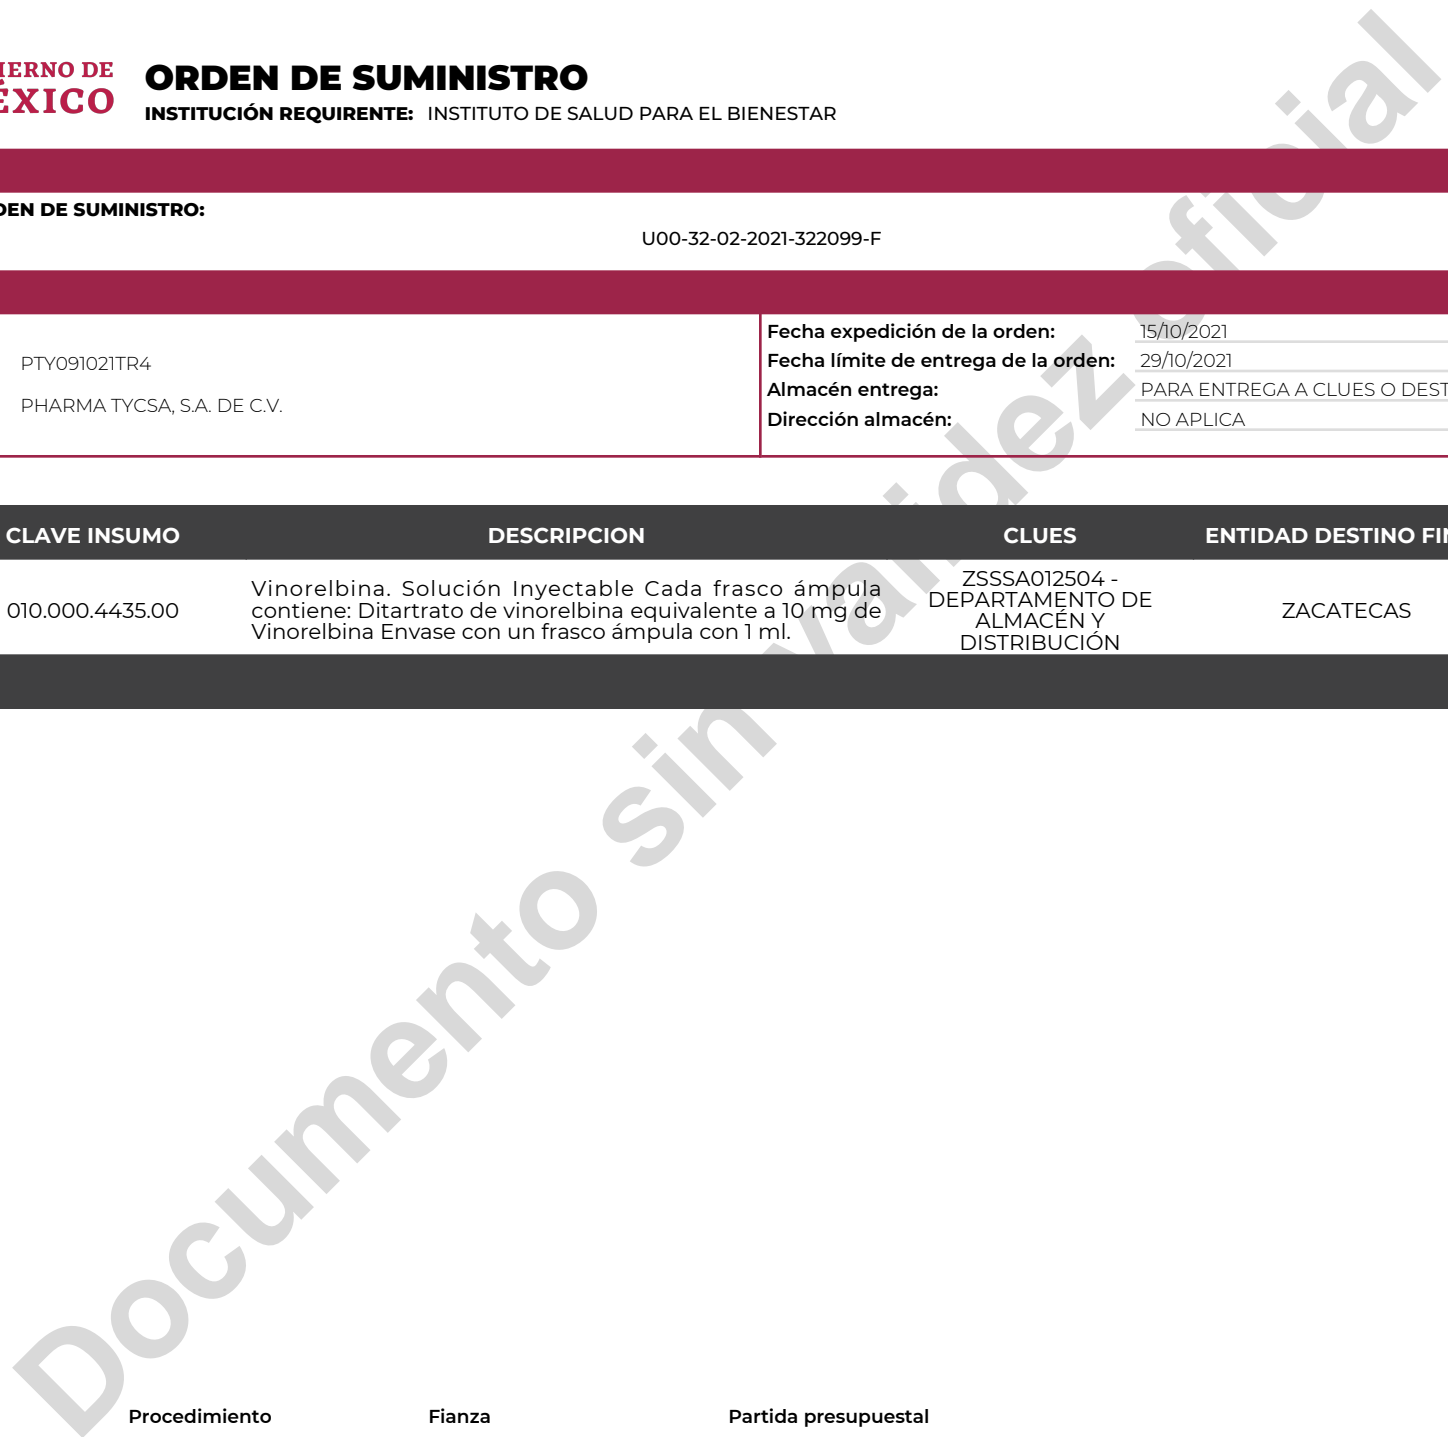 IERNO DE
ÉXICO
ORDEN DE SUMINISTRO
INSTITUCIÓN REQUIRENTE: INSTITUTO DE SALUD PARA EL BIENESTAR
DEN DE SUMINISTRO:
U00-32-02-2021-322099-F
PTY091021TR4
PHARMA TYCSA, S.A. DE C.V.
Fecha expedición de la orden: 15/10/2021
Fecha límite de entrega de la orden: 29/10/2021
Almacén entrega: PARA ENTREGA A CLUES O DEST
Dirección almacén: NO APLICA
CLAVE INSUMO DESCRIPCION CLUES ENTIDAD DESTINO FIN
010.000.4435.00
Vinorelbina. Solución Inyectable Cada frasco ámpula
contiene: Ditartrato de vinorelbina equivalente a 10 mg de
Vinorelbina Envase con un frasco ámpula con 1 ml.
ZSSSA012504 -
DEPARTAMENTO DE
ALMACÉN Y
DISTRIBUCIÓN
ZACATECAS
Documento sin validez oficial
Procedimiento Fianza Partida presupuestal